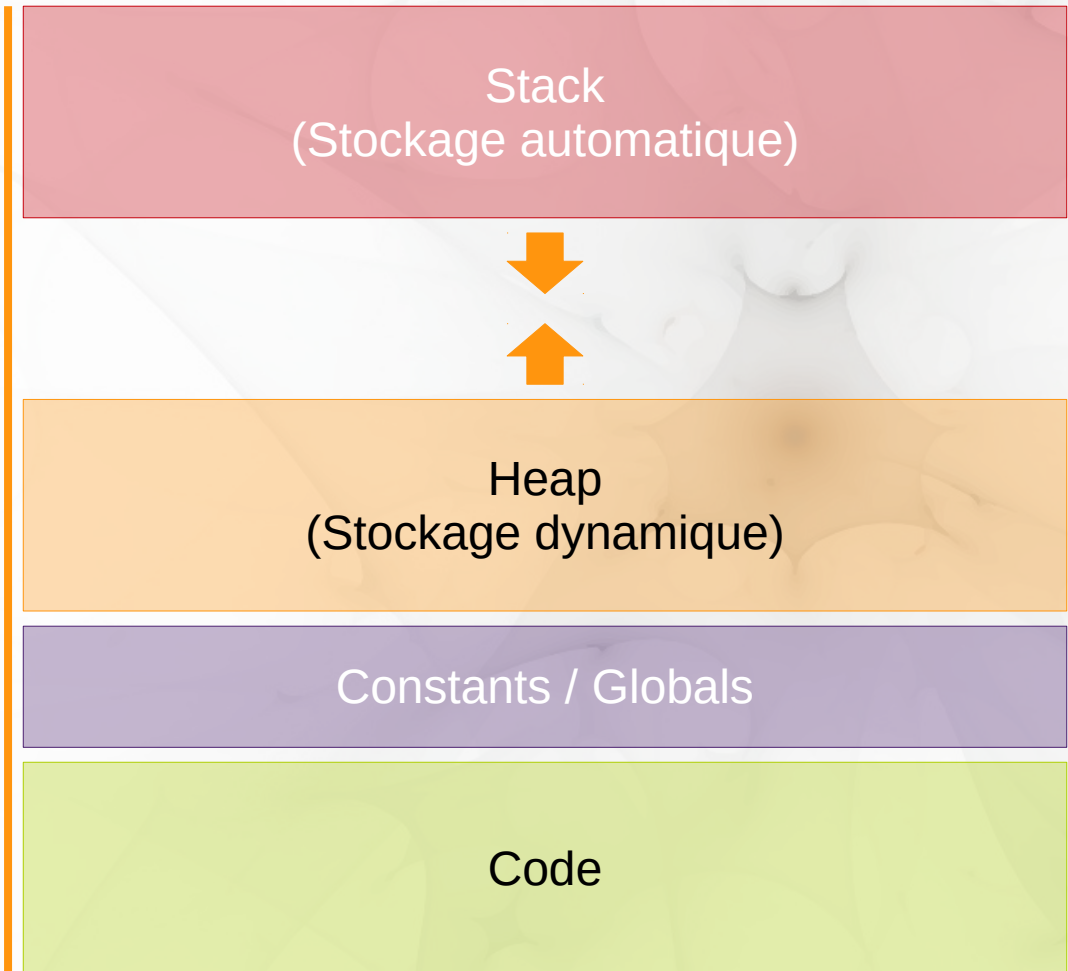 Stack
(Stockage automatique)
Heap
(Stockage dynamique)
Constants / Globals
Code